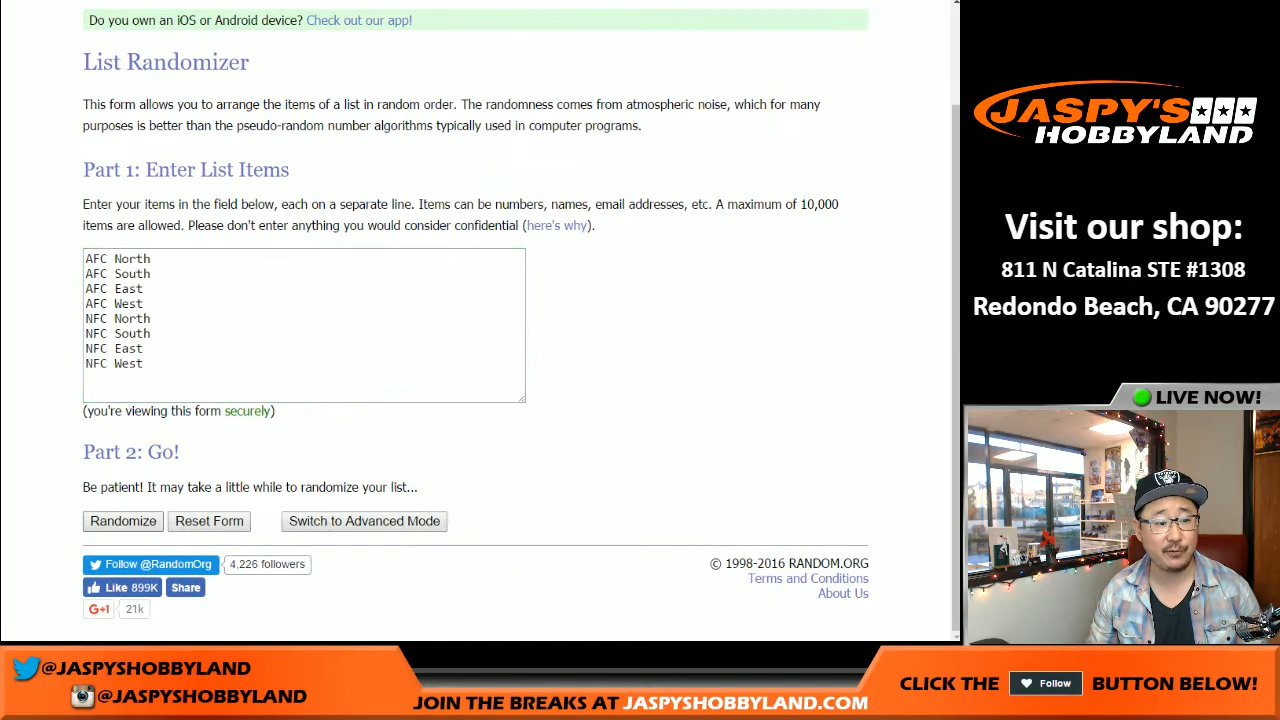 Do you own an iOS or Android device? Check out our app!
List Randomizer
This form allows you to arrange the items of a list in random order. The randomness comes from atmospheric noise, which for many
purposes is better than the pseudo-random number algorithms typically used in computer programs.
Part 1: Enter List Items
Enter your items in the field below, each on a separate line. Items can be numbers, names, email addresses, etc. A maximum of 10,000
items are allowed. Please don't enter anything you would consider confidential (here's why).
AFC North
AFC South
AFC East
AFC West
NFC North
NFC South
NFC East
NFC West
(you're viewing this form securely)
Part 2: Go!
Be patient! It may take a little while to randomize your list...
Randomize Reset Form Switch to Advanced Mode
Follow @RandomOrg 4,226 followers
Like 899K Share
G+1 21k
© 1998-2016 RANDOM.ORG
Terms and Conditions
About Us
JASPY'S
HOBBYLAND
Visit our shop:
811 N Catalina STE #1308
Redondo Beach, CA 90277
LIVE NOW!
@JASPYSHOBBYLAND
@JASPYSHOBBYLAND
JOIN THE BREAKS AT JASPYSHOBBYLAND.COM
CLICK THE Follow BUTTON BELOW!